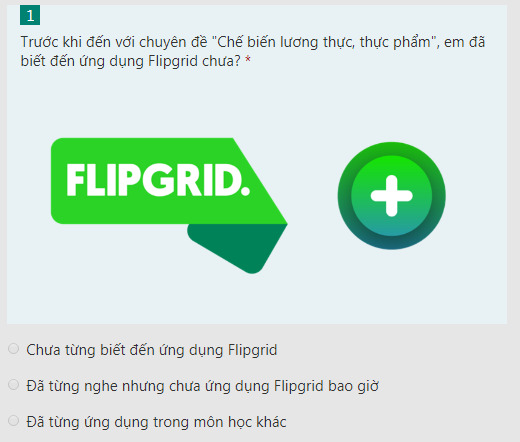 1
Trước khi đến với chuyên đề "Chế biến lương thực, thực phẩm", em đã
biết đến ứng dụng Flipgrid chưa? *
FLIPGRID.
Chưa từng biết đến ứng dụng Flipgrid
Đã từng nghe nhưng chưa ứng dụng Flipgrid bao giờ
Đã từng ứng dụng trong môn học khác